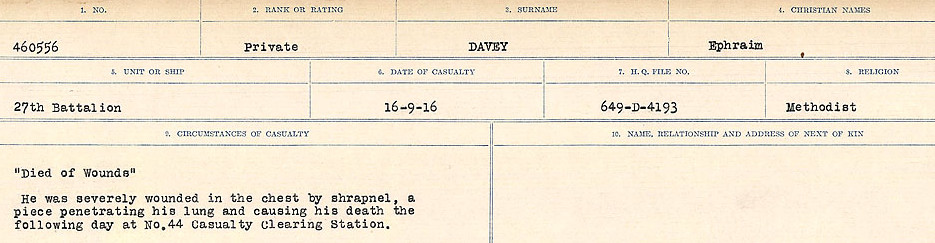 1. NO. 2. RANK OR RATING 3. SURNAME 4. CHRISTIAN NAMES
460556 Private DAVEY Ephraim
5. UNIT OR SHIP 6. DATE OF CASUALTY 7. H. Q. FILE NO. 8. RELIGION
27th Battalion 16-9-16 649-D-4193 Methodist
9. CIRCUMSTANCES OF CASUALTY 10. NAME, RELATIONSHIP AND ADDRESS OF NEXT OF KIN
"Died of Wounds"
He was severely wounded in the chest by shrapnel, a
piece penetrating his lung and causing his death the
following day at No.44 Casualty Clearing Station.